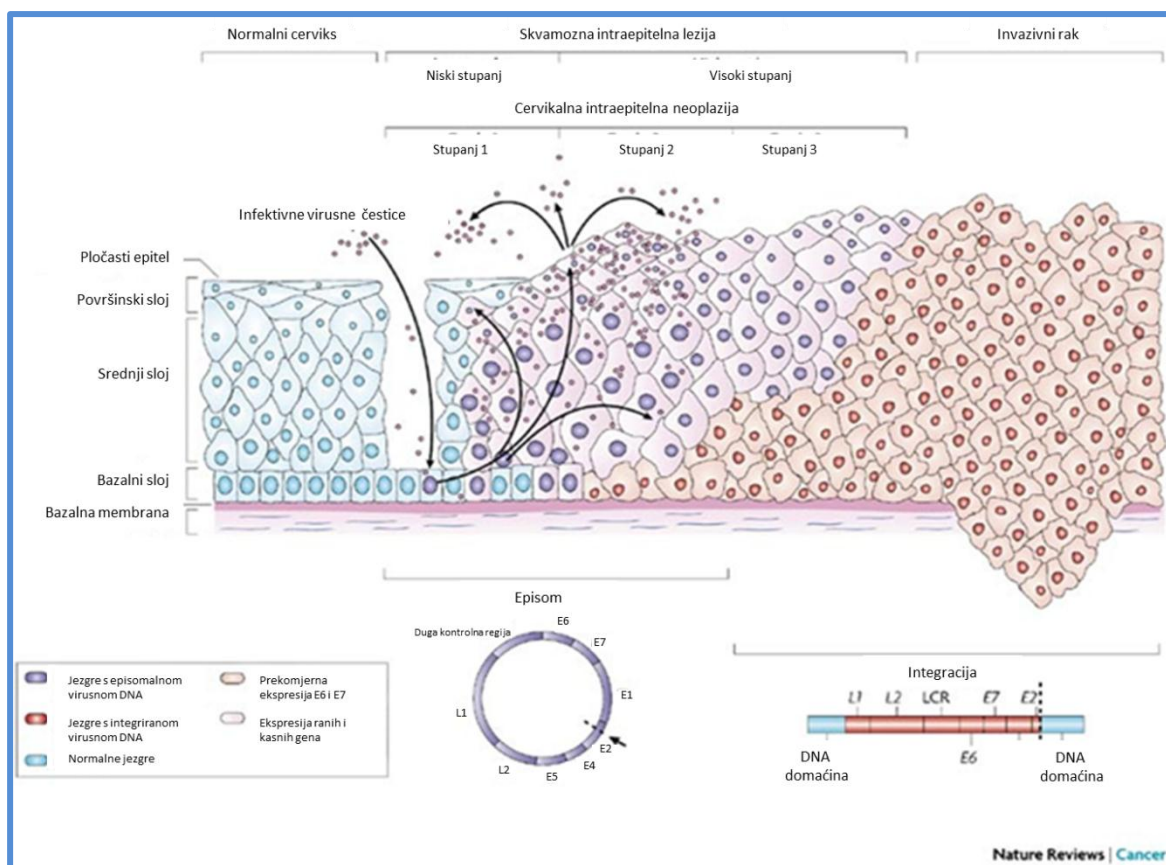 Normalni cerviks
Skvamozna intraepitelna lezija
Invazivni rak
Niski stupanj
Visoki stupanj
Cervikalna intraepitelna neoplazija
Stupanj 1
Stupanj 2
Stupanj 3
Infektivne virusne čestice
Pločasti epitel
Površinski sloj
Srednji sloj
Bazalni sloj
Bazalna membrana
Episom
Duga kontrolna regija
E6
E7
E1
E2
E4
E5
L2
L1
Jezgre s episomalnom
virusnom DNA
Jezgre s integriranom
virusnom DNA
Normalne jezgre
Prekomjerna
ekspresija E6 i E7
Ekspresija ranih i
kasnih gena
Integracija
L1 L2 LCR E7 E2
E6
DNA
domaćina
DNA
domaćina
Nature Reviews | Cancer